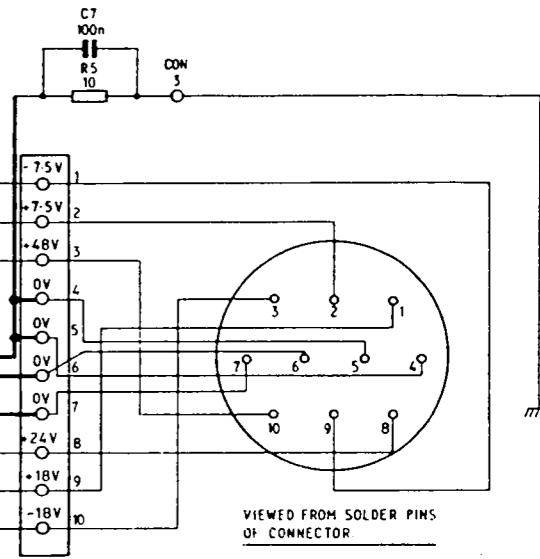 C7
100n
R5
10
CON
3
-7.5V 1
+7.5V 2
+48V 3
0V 4
0V 5
0V 6
0V 7
+24V 8
+18V 9
-18V 10
3 2 1
7 6 5 4
10 9 8
VIEWED FROM SOLDER PINS
OF CONNECTOR.